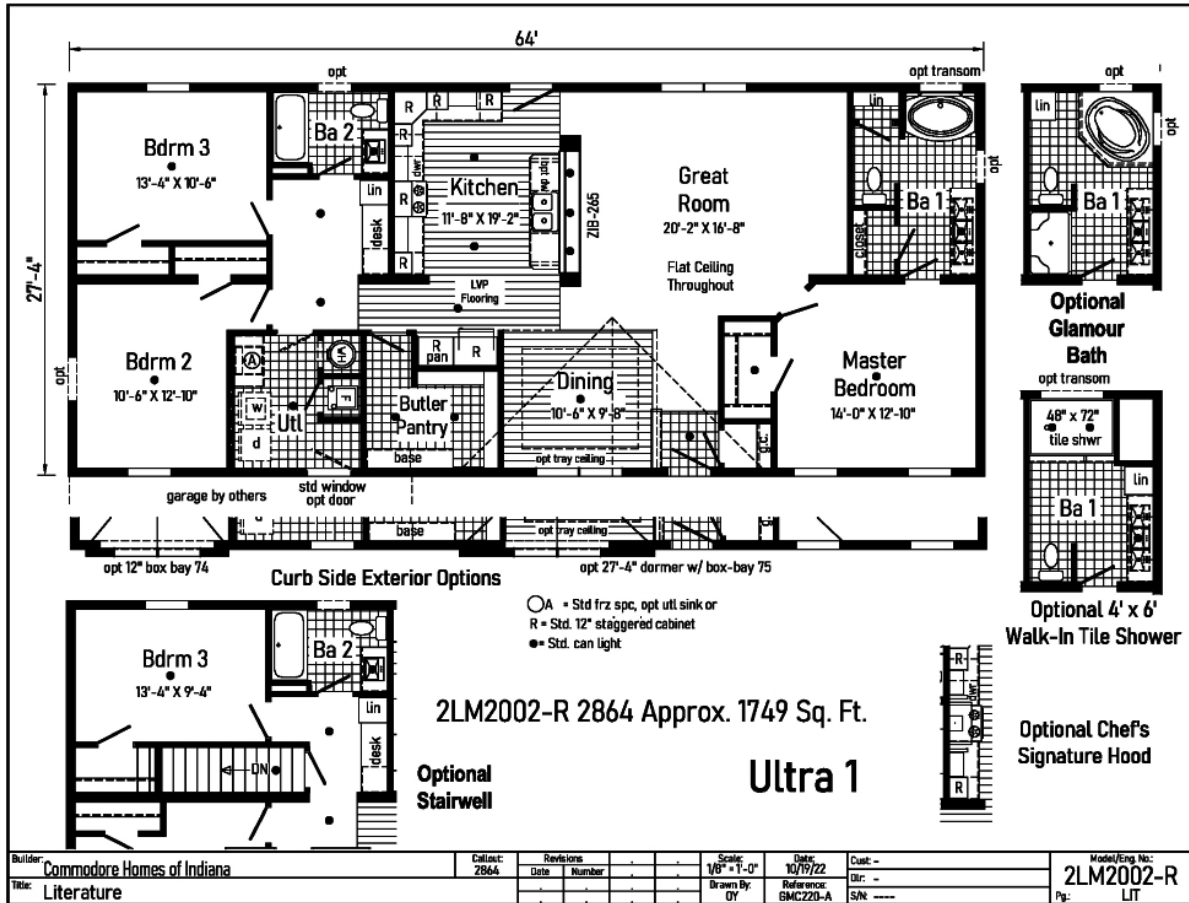 64'
opt
opt transom
opt
27'-4"
Bdrm 3
13'-4" X 10'-6"
Ba 2
lin
desk
R
R
R
R
R
R
dwr
Kitchen
11'-8" X 19'-2"
opt dw
ZIB-265
LVP
Flooring
Great
Room
20'-2" X 16'-8"
Flat Ceiling
Throughout
lin
Ba 1
closet
opt
lin
Ba 1
opt
Optional
Glamour
Bath
opt
Bdrm 2
10'-6" X 12'-10"
A
w
d
Utl
WH
F
R
pan
R
Butler
Pantry
base
Dining
10'-6" X 9'-8"
opt tray ceiling
g.c.
Master
Bedroom
14'-0" X 12'-10"
opt transom
48" x 72"
tile shwr
lin
Ba 1
Optional 4' x 6'
Walk-In Tile Shower
garage by others
std window
opt door
base
opt tray ceiling
opt 12" box bay 74
opt 27'-4" dormer w/ box-bay 75
Curb Side Exterior Options
A = Std frz spc, opt utl sink or
R = Std. 12" staggered cabinet
= Std. can light
Bdrm 3
13'-4" X 9'-4"
Ba 2
lin
desk
DN
Optional
Stairwell
2LM2002-R 2864 Approx. 1749 Sq. Ft.
Ultra 1
R
dwr
R
Optional Chef's
Signature Hood
Builder: Commodore Homes of Indiana
Title: Literature
Callout:
2864
Revisions
Date Number
Scale:
1/8" = 1'-0"
Drawn By:
OY
Date:
10/19/22
Reference:
GMC220-A
Cust: -
Dlr: -
S/N: ----
Model/Eng. No.:
2LM2002-R
Pg.: LIT